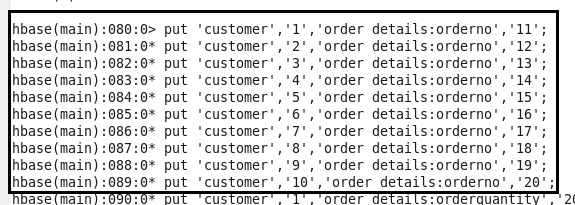 hbase(main):080:0> put 'customer','1','order details:orderno','11';
hbase(main):081:0* put 'customer','2','order details:orderno','12';
hbase(main):082:0* put 'customer','3','order details:orderno','13';
hbase(main):083:0* put 'customer','4','order details:orderno','14';
hbase(main):084:0* put 'customer','5','order details:orderno','15';
hbase(main):085:0* put 'customer','6','order details:orderno','16';
hbase(main):086:0* put 'customer','7','order details:orderno','17';
hbase(main):087:0* put 'customer','8','order details:orderno','18';
hbase(main):088:0* put 'customer','9','order details:orderno','19';
hbase(main):089:0* put 'customer','10','order details:orderno','20';
hbase(main):090:0* put 'customer','1','order details:orderquantity','20